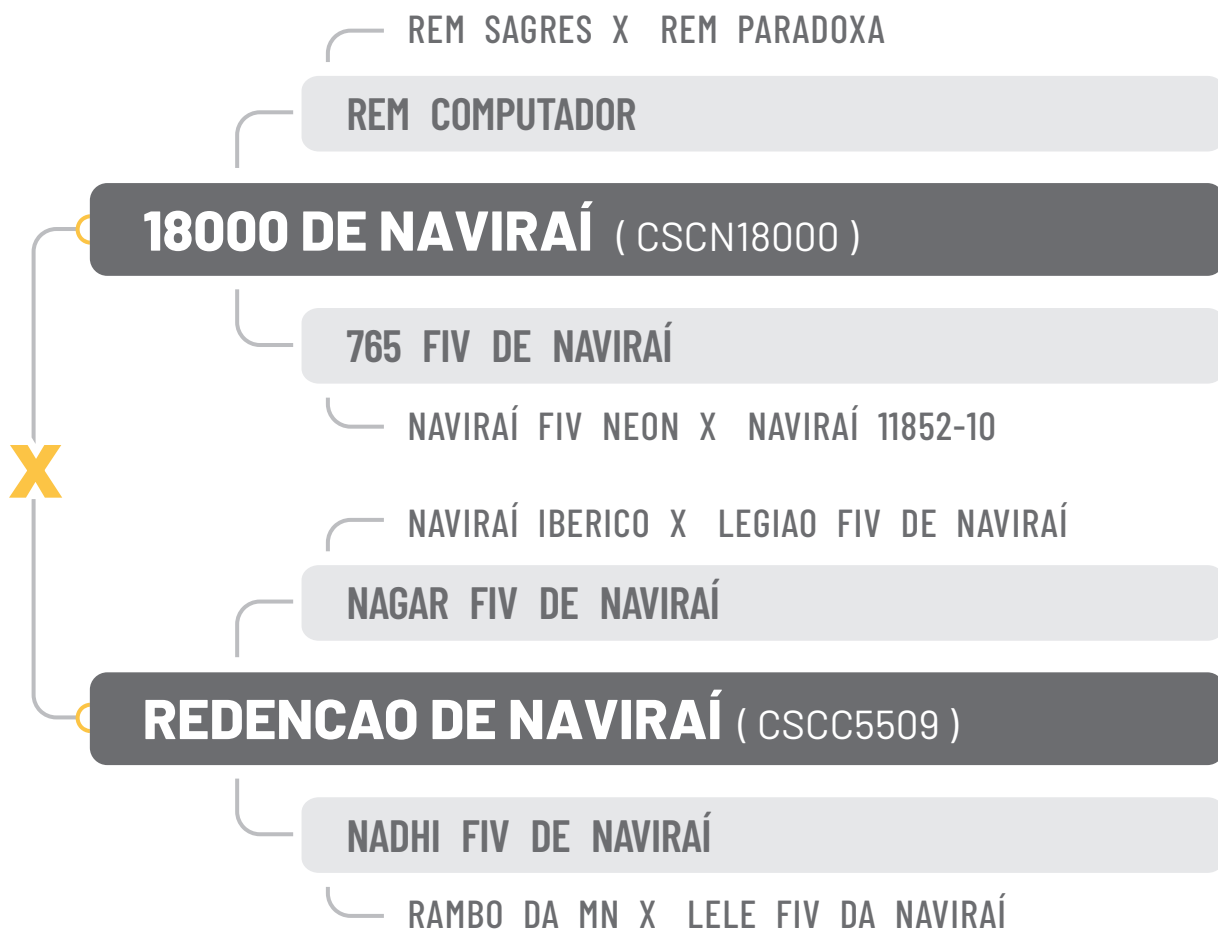 REM SAGRES X REM PARADOXA
REM COMPUTADOR
18000 DE NAVIRAÍ ( CSCN18000 )
765 FIV DE NAVIRAÍ
NAVIRAÍ FIV NEON X NAVIRAÍ 11852-10
X
NAVIRAÍ IBERICO X LEGIAO FIV DE NAVIRAÍ
NAGAR FIV DE NAVIRAÍ
REDENCAO DE NAVIRAÍ ( CSCC5509 )
NADHI FIV DE NAVIRAÍ
RAMBO DA MN X LELE FIV DA NAVIRAÍ